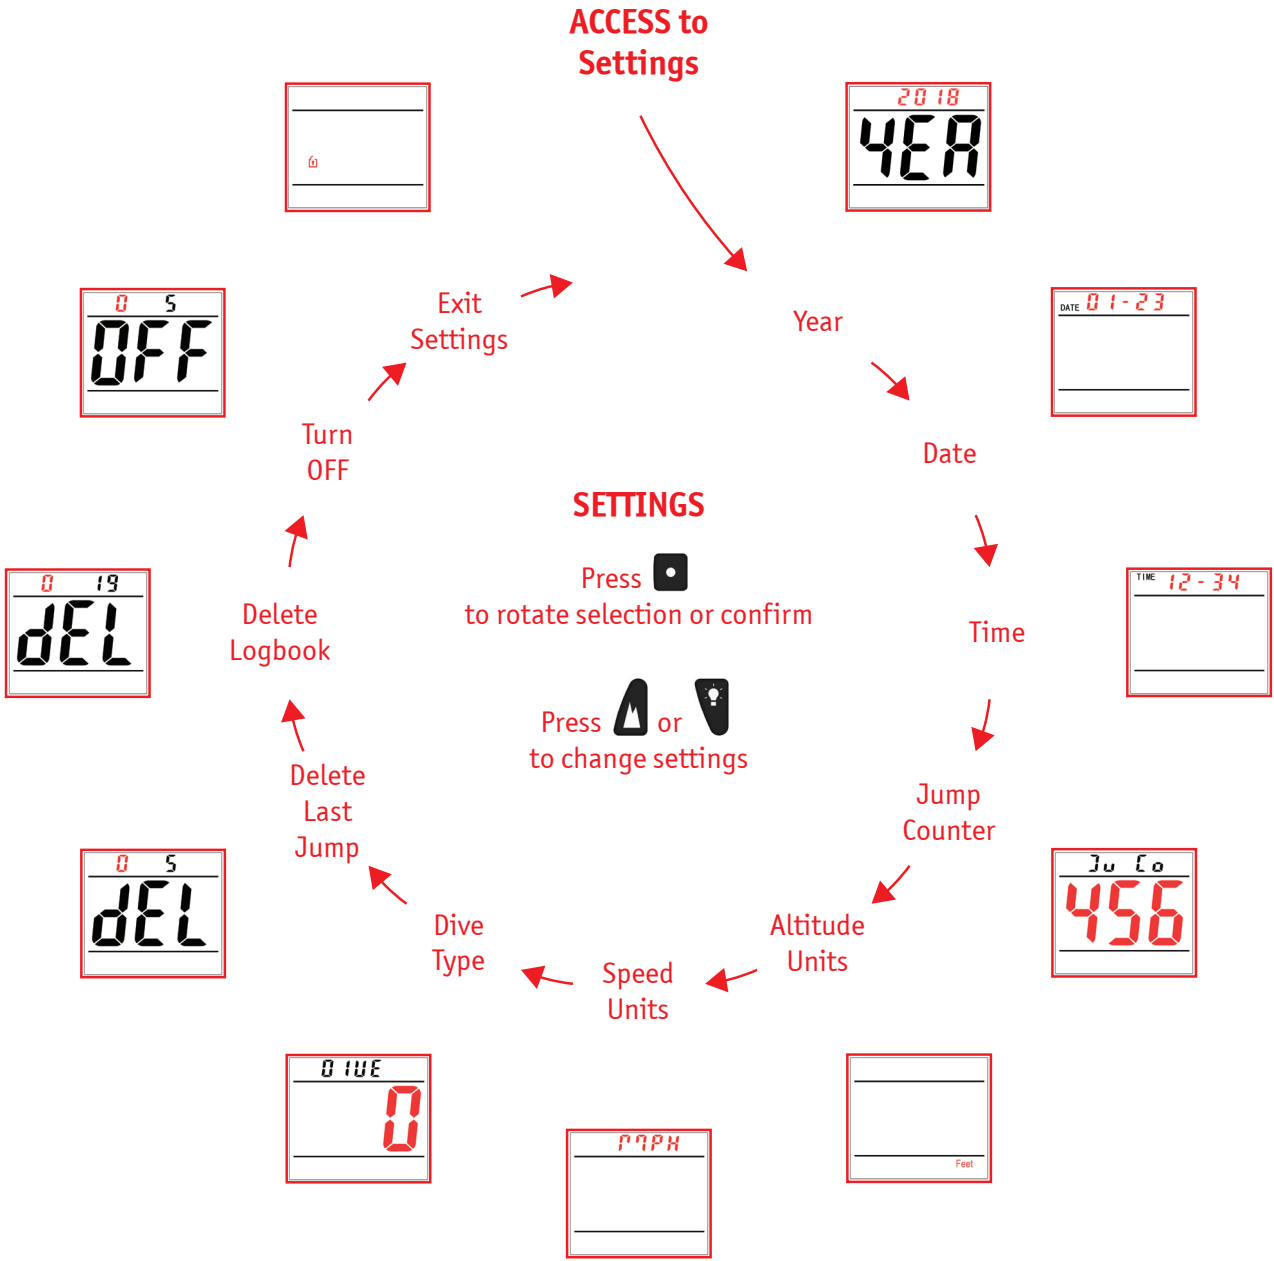 ACCESS to
Settings
2018
YEA
Year
DATE 01-23
Date
TIME 12-34
Time
Jump
Counter
Ju Co
456
Altitude
Units
Feet
Speed
Units
MPH
Dive
Type
DIVE
0
Delete
Last
Jump
0 5
dEL
Delete
Logbook
0 19
dEL
Turn
OFF
0 5
OFF
Exit
Settings
SETTINGS
Press
to rotate selection or confirm
Press or
to change settings